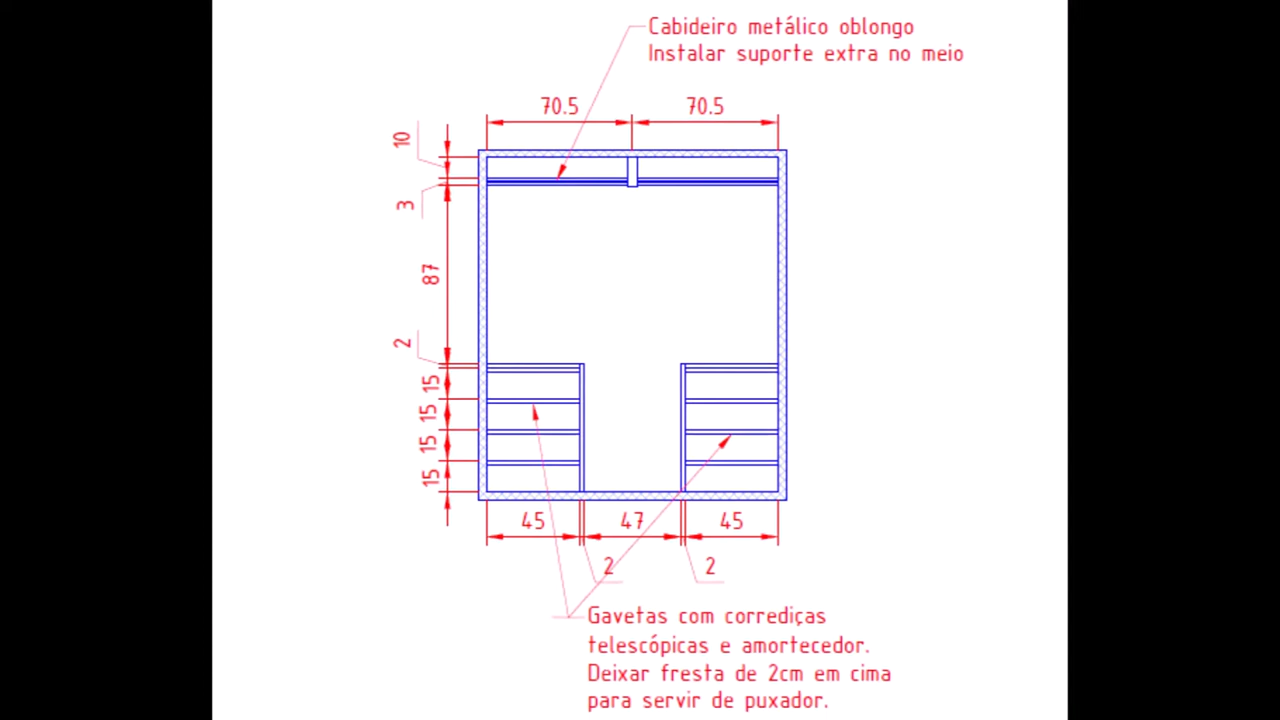 Cabideiro metálico oblongo
Instalar suporte extra no meio
70.5 70.5
10
3
87
2
15
15
15
15
45 47 45
2 2
Gavetas com corrediças
telescópicas e amortecedor.
Deixar fresta de 2cm em cima
para servir de puxador.